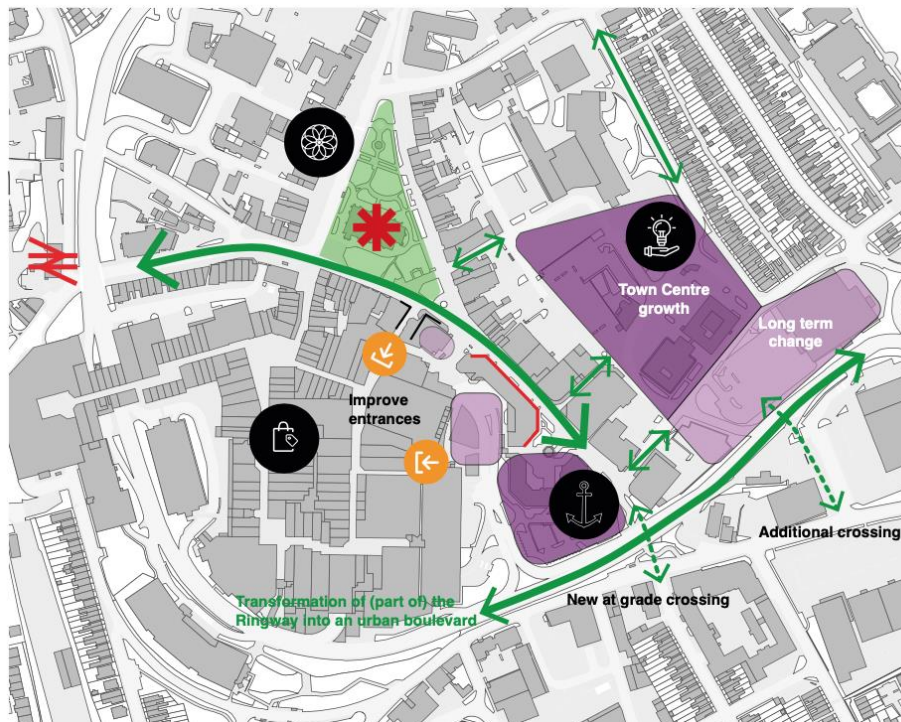 Town Centre
growth
Long term
change
Improve
entrances
Additional crossing
New at grade crossing
Transformation of (part of) the
Ringway into an urban boulevard